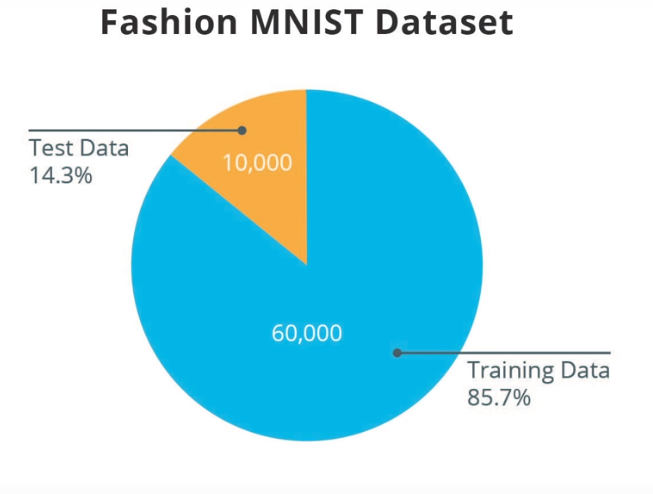 Fashion MNIST Dataset
Test Data
14.3%
10,000
60,000
Training Data
85.7%